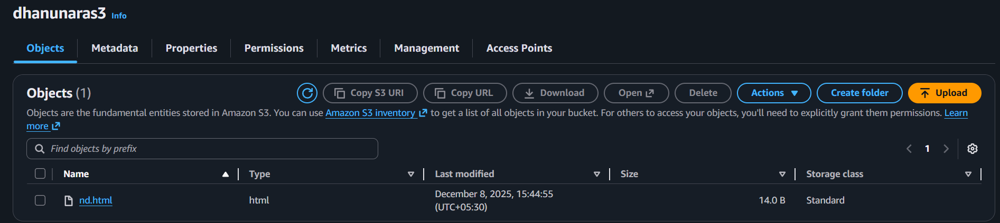 dhanunaras3 Info
Objects Metadata Properties Permissions Metrics Management Access Points
Objects (1) Copy S3 URI Copy URL Download Open Delete Actions Create folder Upload
Objects are the fundamental entities stored in Amazon S3. You can use Amazon S3 inventory to get a list of all objects in your bucket. For others to access your objects, you'll need to explicitly grant them permissions. Learn
more
Find objects by prefix 1
Name Type Last modified Size Storage class
nd.html html December 8, 2025, 15:44:55 14.0 B Standard
(UTC+05:30)